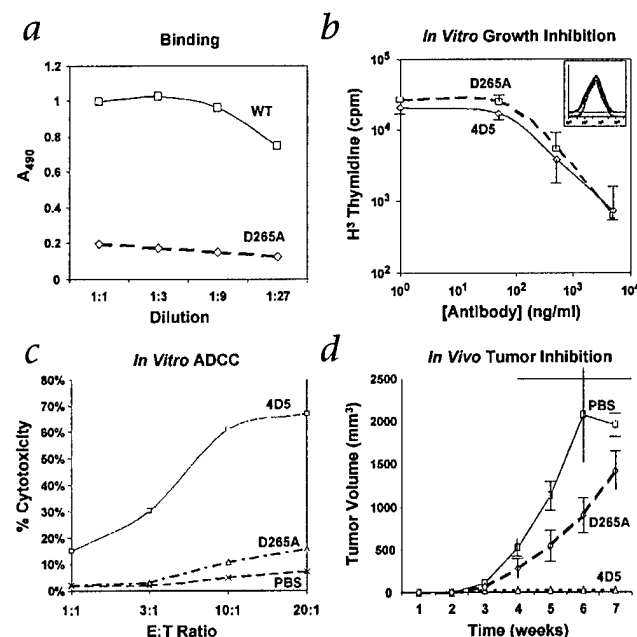 a
Binding
1.2
1
0.8
0.6
0.4
0.2
0
A490
WT
D265A
1:1
1:3
1:9
1:27
Dilution
b
In Vitro Growth Inhibition
10⁵
10⁴
10³
10²
H³ Thymidine (cpm)
D265A
4D5
10⁰
10¹
10²
10³
10⁴
[Antibody] (ng/ml)
c
In Vitro ADCC
80%
70%
60%
50%
40%
30%
20%
10%
0%
% Cytotoxicity
4D5
D265A
PBS
1:1
3:1
10:1
20:1
E:T Ratio
d
In Vivo Tumor Inhibition
2500
2000
1500
1000
500
0
Tumor Volume (mm³)
PBS
D265A
4D5
1 2 3 4 5 6 7
Time (weeks)